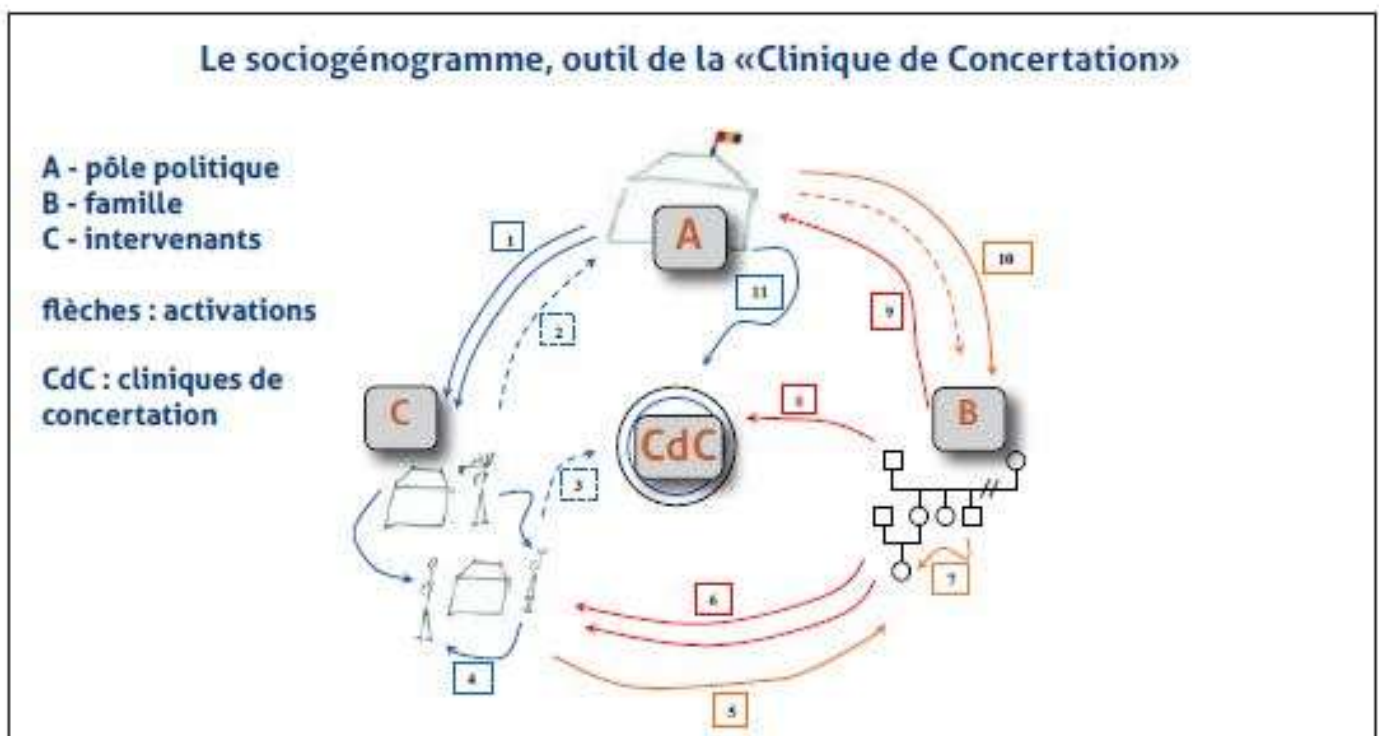 Le sociogénogramme, outil de la «Clinique de Concertation»
A - pôle politique
B - famille
C - intervenants
flèches : activations
CdC : cliniques de
concertation
A
1
10
11
2
9
C
8
B
CdC
3
7
6
4
5